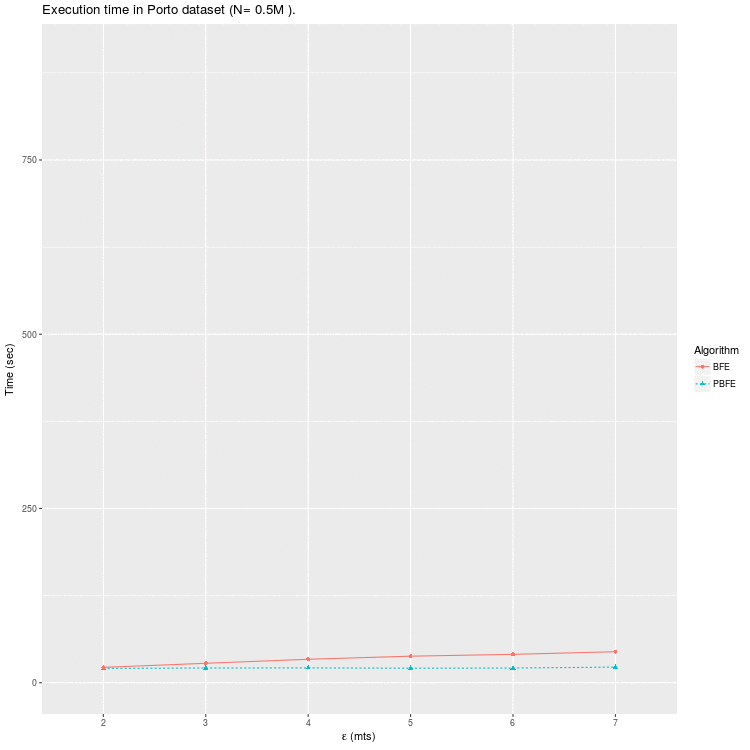 Execution time in Porto dataset (N= 0.5M ).
Time (sec)
750
500
250
0
2 3 4 5 6 7
ε (mts)
Algorithm
BFE
PBFE